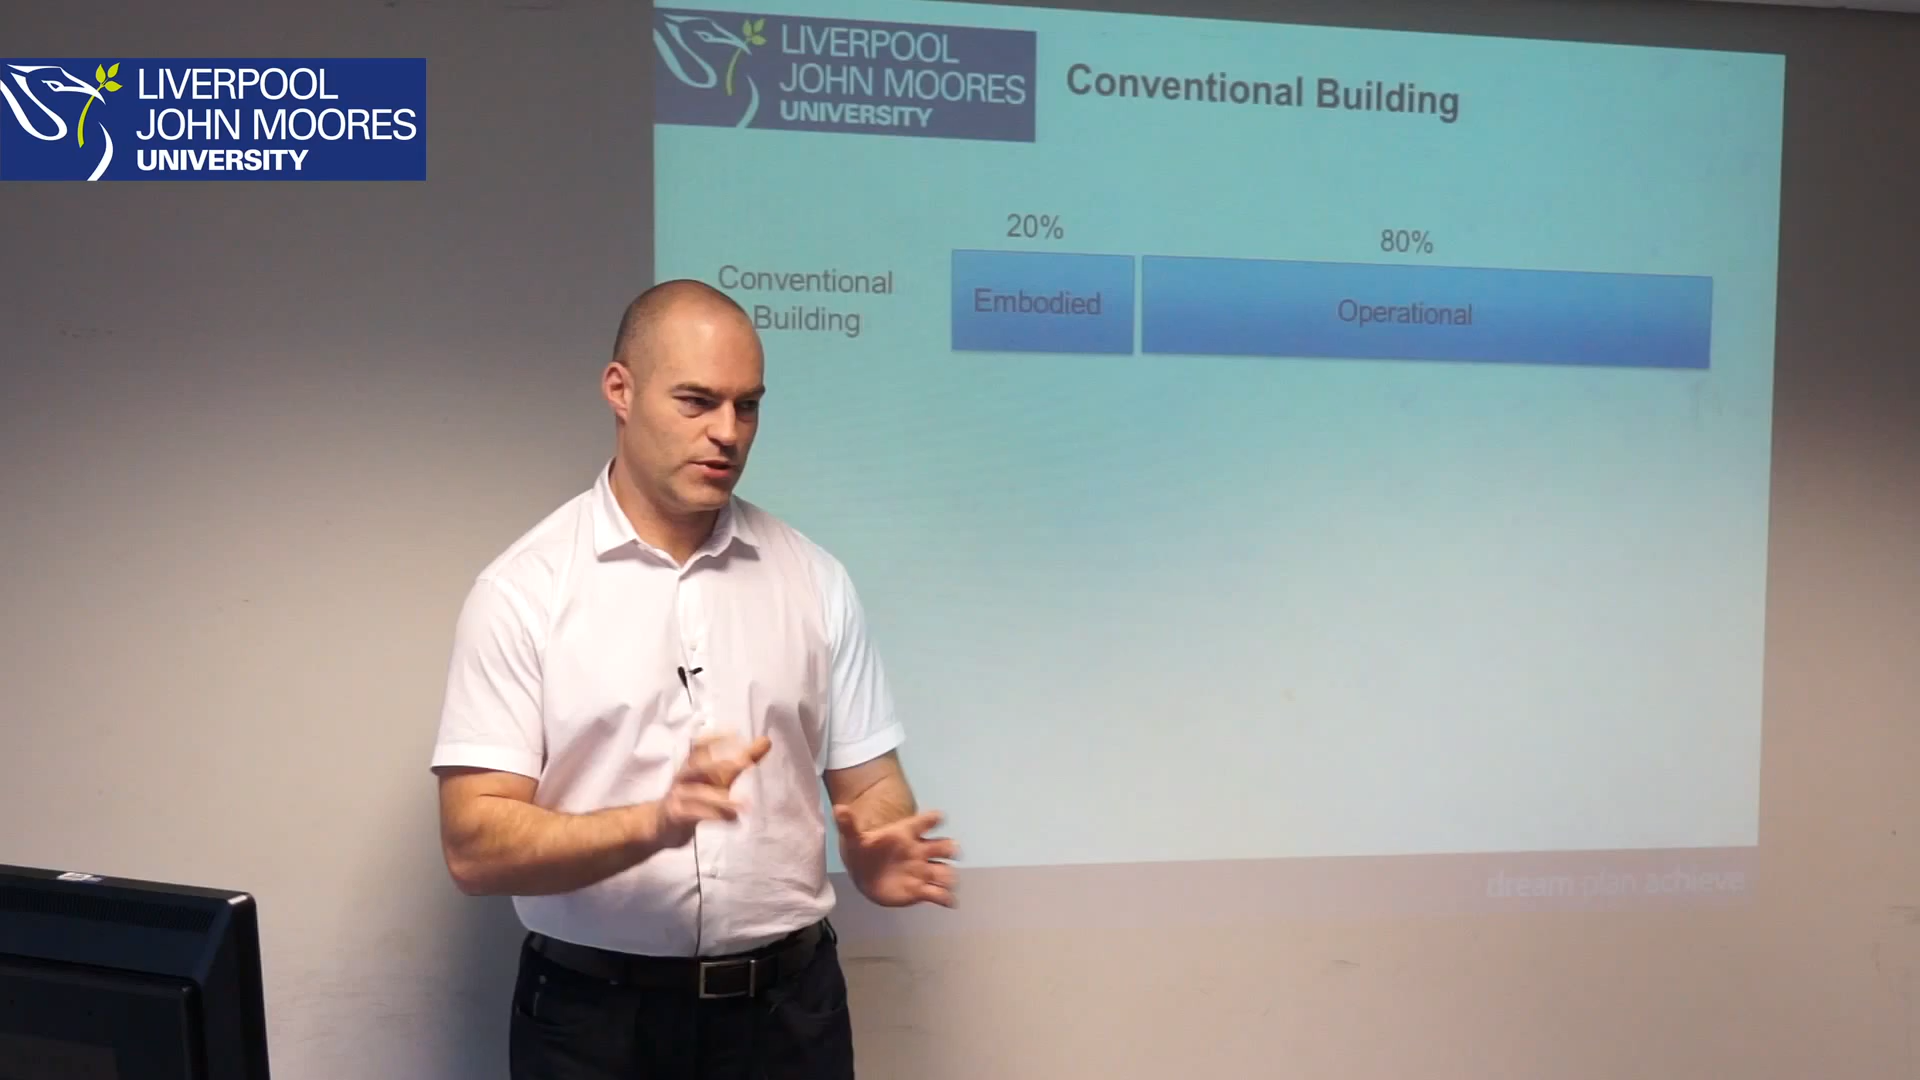 LIVERPOOL
JOHN MOORES
UNIVERSITY
LIVERPOOL
JOHN MOORES
UNIVERSITY
Conventional Building
20%
80%
Conventional
Building
Embodied
Operational
dream plan achieve